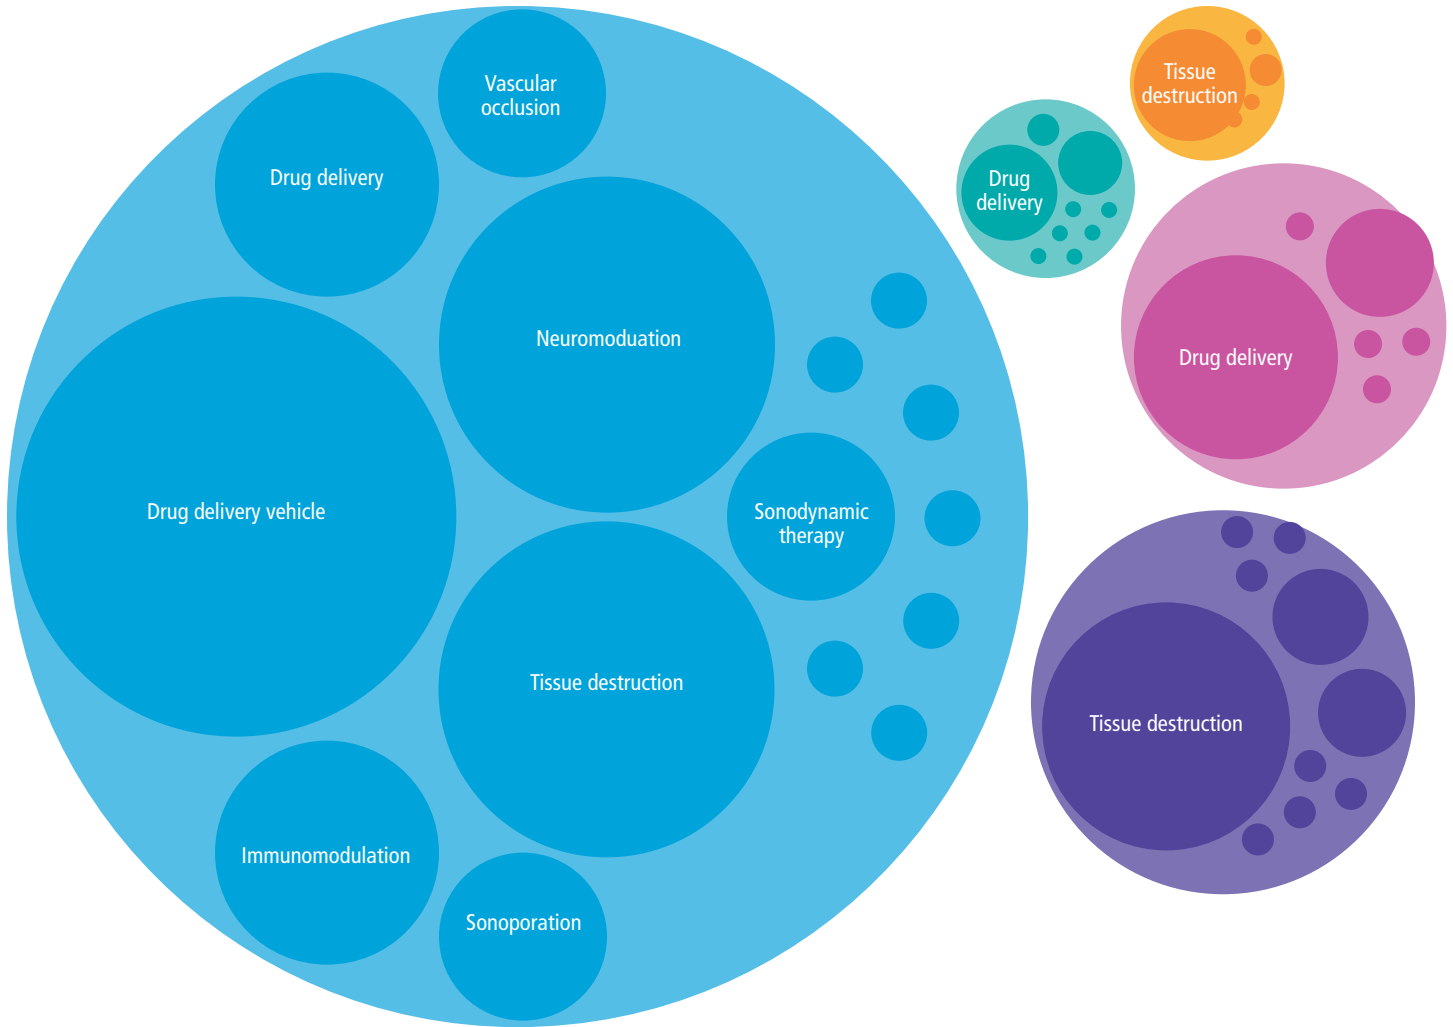 Vascular
occlusion
Drug delivery
Neuromoduation
Drug delivery vehicle
Sonodynamic
therapy
Tissue destruction
Immunomodulation
Sonoporation
Tissue
destruction
Drug
delivery
Drug delivery
Tissue destruction